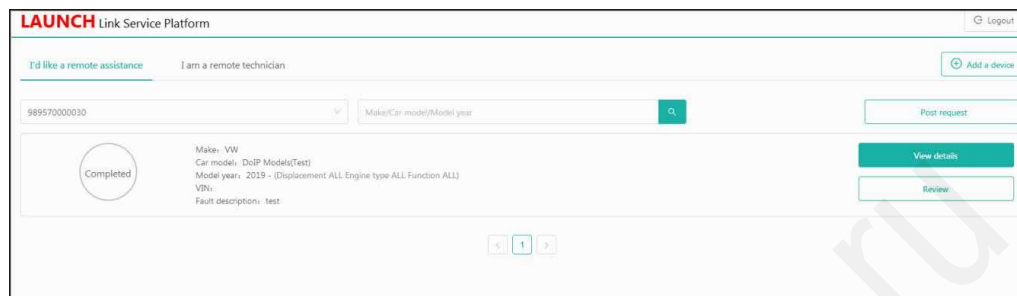 LAUNCH Link Service Platform
Logout
I'd like a remote assistance
I am a remote technician
Add a device
989570000030
Make/Car model/Model year
Post request
Completed
Make: VW
Car model: DoIP Models(Test)
Model year: 2019 - (Displacement ALL Engine type ALL Function ALL)
VIN:
Fault description: test
View details
Review
< 1 >
ru